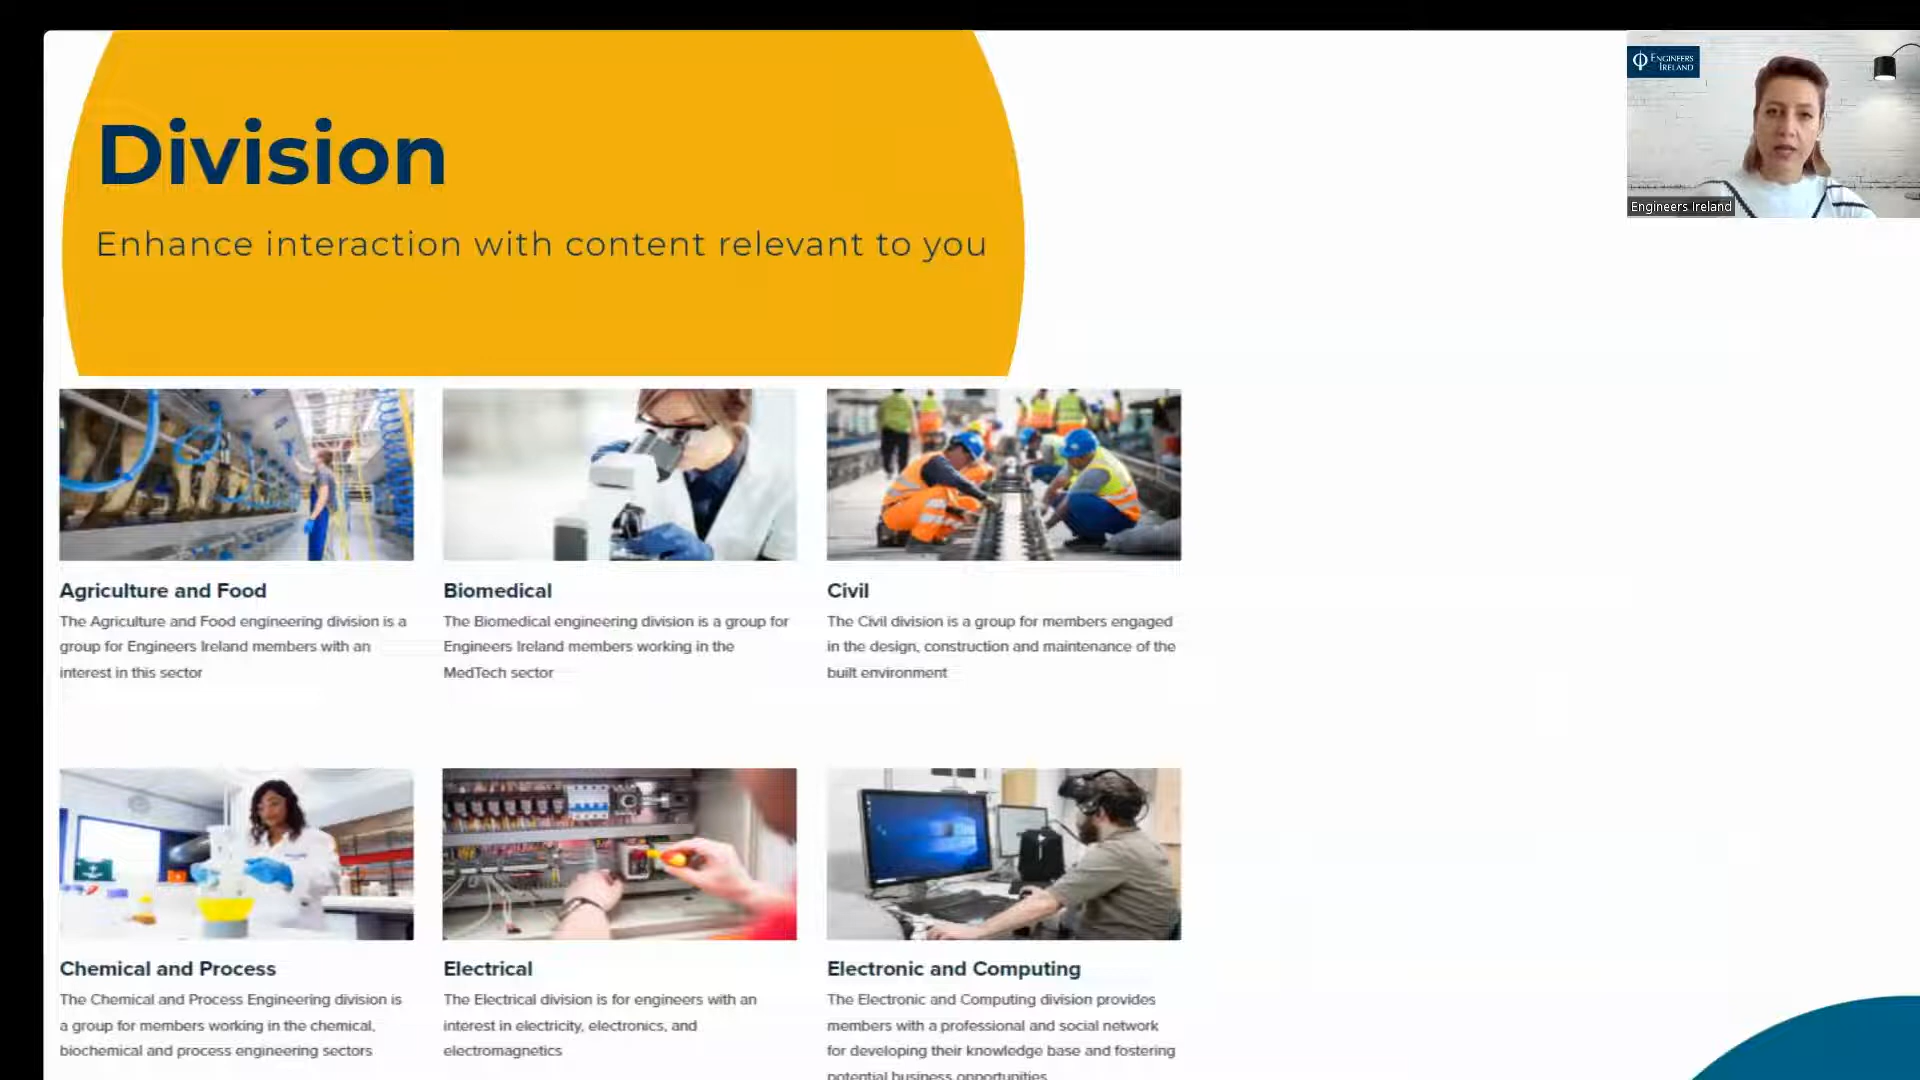 Division
Enhance interaction with content relevant to you
ENGINEERS
IRELAND
Engineers Ireland
Agriculture and Food
The Agriculture and Food engineering division is a
group for Engineers Ireland members with an
interest in this sector
Biomedical
The Biomedical engineering division is a group for
Engineers Ireland members working in the
MedTech sector
Civil
The Civil division is a group for members engaged
in the design, construction and maintenance of the
built environment
Chemical and Process
The Chemical and Process Engineering division is
a group for members working in the chemical,
biochemical and process engineering sectors
Electrical
The Electrical division is for engineers with an
interest in electricity, electronics, and
electromagnetics
Electronic and Computing
The Electronic and Computing division provides
members with a professional and social network
for developing their knowledge base and fostering
potential business opportunities